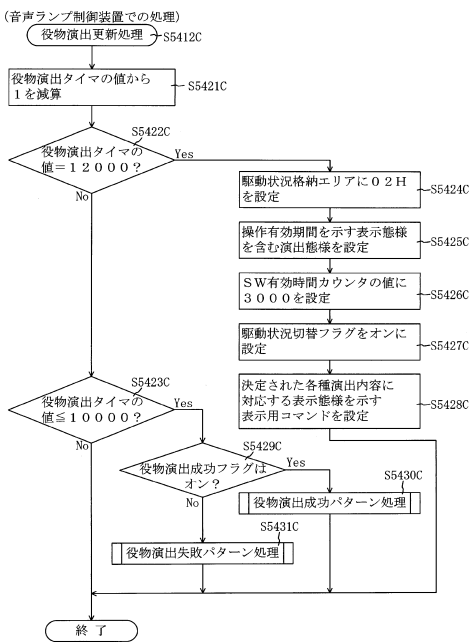 (音声ランプ制御装置での処理)
役物演出更新処理
S5412C
役物演出タイマの値から
1を減算
S5421C
S5422C
役物演出タイマの
値=12000?
Yes
No
駆動状況格納エリアに02H
を設定
S5424C
操作有効期間を示す表示態様
を含む演出態様を設定
S5425C
SW有効時間カウンタの値に
3000を設定
S5426C
駆動状況切替フラグをオンに
設定
S5427C
決定された各種演出内容に
対応する表示態様を示す
表示用コマンドを設定
S5428C
S5423C
役物演出タイマの
値≦10000?
Yes
No
S5429C
役物演出成功フラグは
オン?
Yes
No
S5430C
役物演出成功パターン処理
S5431C
役物演出失敗パターン処理
終了